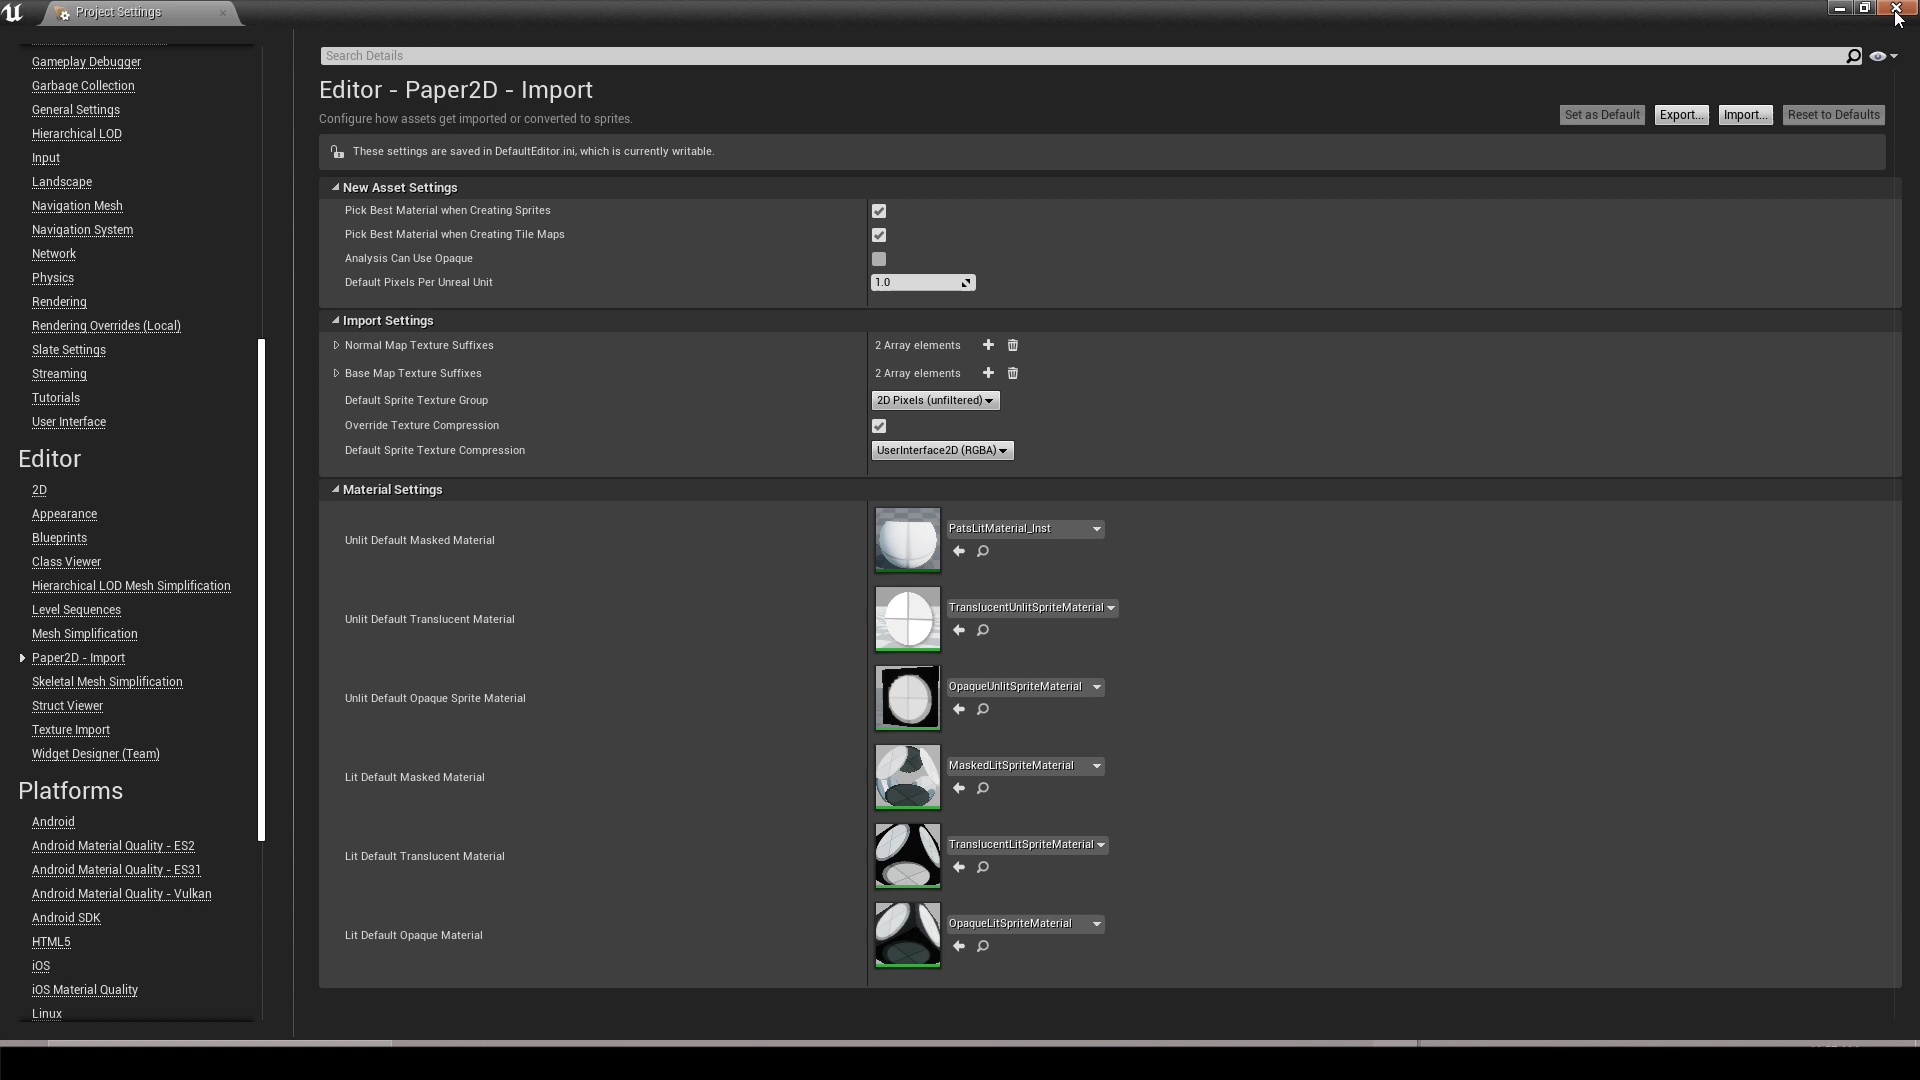 Project Settings
Gameplay Debugger
Garbage Collection
General Settings
Hierarchical LOD
Input
Landscape
Navigation Mesh
Navigation System
Network
Physics
Rendering
Rendering Overrides (Local)
Slate Settings
Streaming
Tutorials
User Interface
Editor
2D
Appearance
Blueprints
Class Viewer
Hierarchical LOD Mesh Simplification
Level Sequences
Mesh Simplification
Paper2D - Import
Skeletal Mesh Simplification
Struct Viewer
Texture Import
Widget Designer (Team)
Platforms
Android
Android Material Quality - ES2
Android Material Quality - ES31
Android Material Quality - Vulkan
Android SDK
HTML5
iOS
iOS Material Quality
Linux
Search Details
Editor - Paper2D - Import
Configure how assets get imported or converted to sprites.
Set as Default Export... Import... Reset to Defaults
These settings are saved in DefaultEditor.ini, which is currently writable.
New Asset Settings
Pick Best Material when Creating Sprites
Pick Best Material when Creating Tile Maps
Analysis Can Use Opaque
Default Pixels Per Unreal Unit 1.0
Import Settings
Normal Map Texture Suffixes 2 Array elements
Base Map Texture Suffixes 2 Array elements
Default Sprite Texture Group 2D Pixels (unfiltered)
Override Texture Compression
Default Sprite Texture Compression UserInterface2D (RGBA)
Material Settings
Unlit Default Masked Material PatsLitMaterial_Inst
Unlit Default Translucent Material TranslucentUnlitSpriteMaterial
Unlit Default Opaque Sprite Material OpaqueUnlitSpriteMaterial
Lit Default Masked Material MaskedLitSpriteMaterial
Lit Default Translucent Material TranslucentLitSpriteMaterial
Lit Default Opaque Material OpaqueLitSpriteMaterial